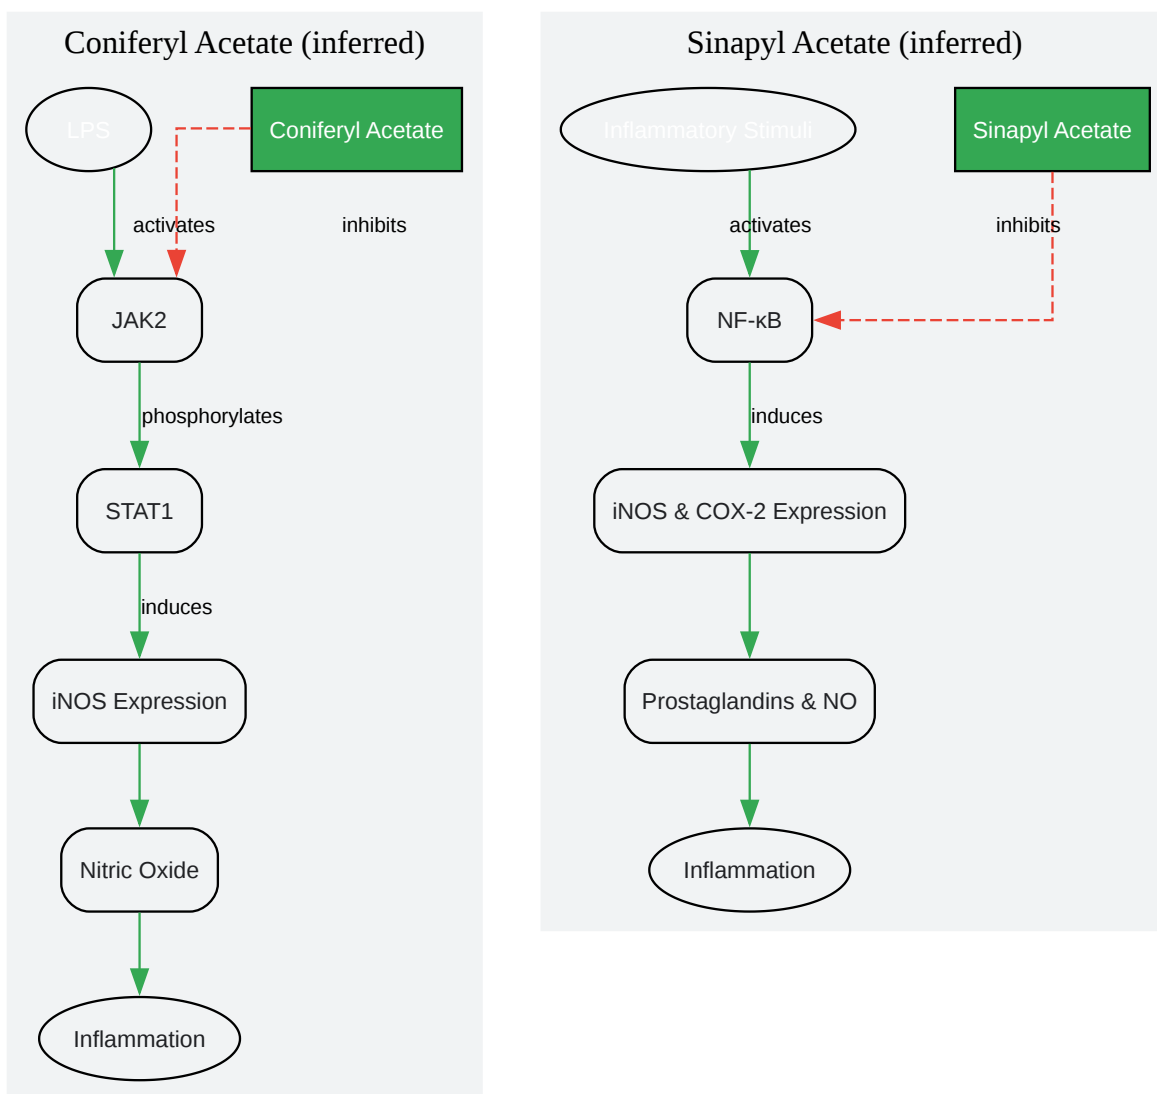 Coniferyl Acetate (inferred)
LPS
Coniferyl Acetate
activates
inhibits
JAK2
phosphorylates
STAT1
induces
iNOS Expression
Nitric Oxide
Inflammation
Sinapyl Acetate (inferred)
Inflammatory Stimuli
Sinapyl Acetate
activates
inhibits
NF-κB
induces
iNOS & COX-2 Expression
Prostaglandins & NO
Inflammation